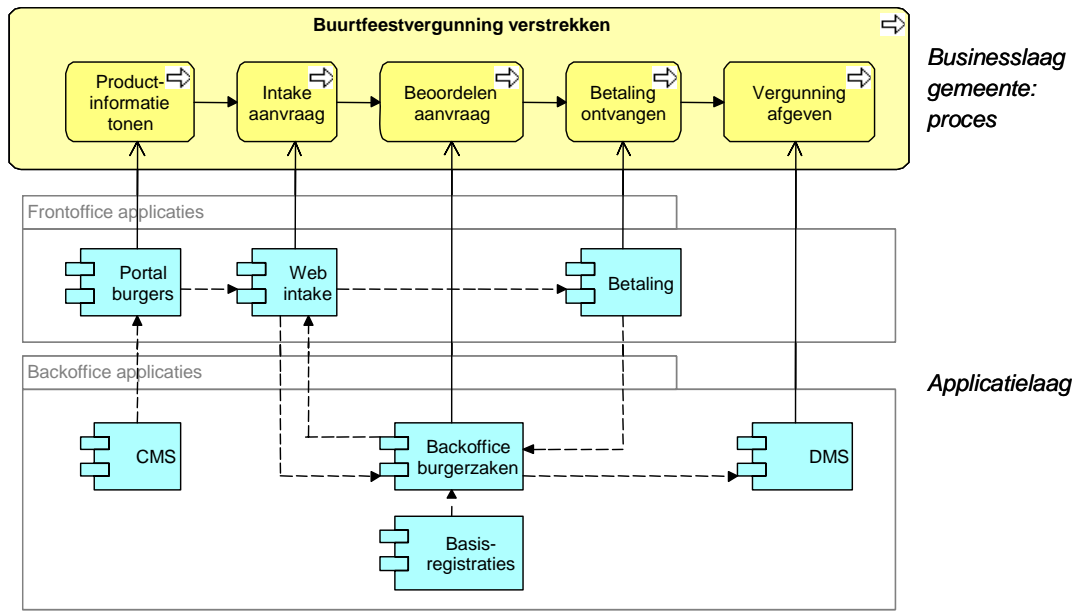 Buurtfeestvergunning verstrekken
Product-
informatie
tonen
Intake
aanvraag
Beoordelen
aanvraag
Betaling
ontvangen
Vergunning
afgeven
Businesslaag
gemeente:
proces
Frontoffice applicaties
Portal
burgers
Web
intake
Betaling
Backoffice applicaties
Applicatielaag
CMS
Backoffice
burgerzaken
DMS
Basis-
registraties